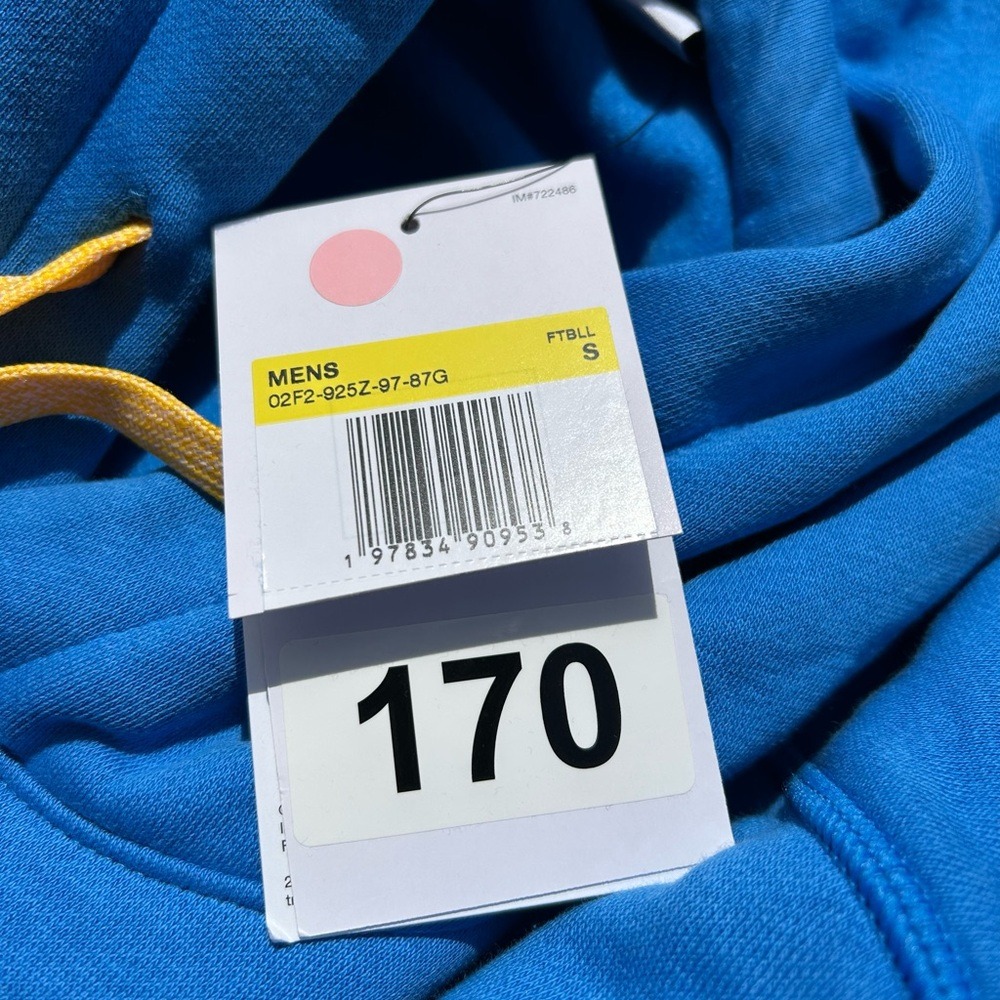 IM#722486
FTBLL
MENS S
02F2-925Z-97-87G
1 97834 90953 8
170